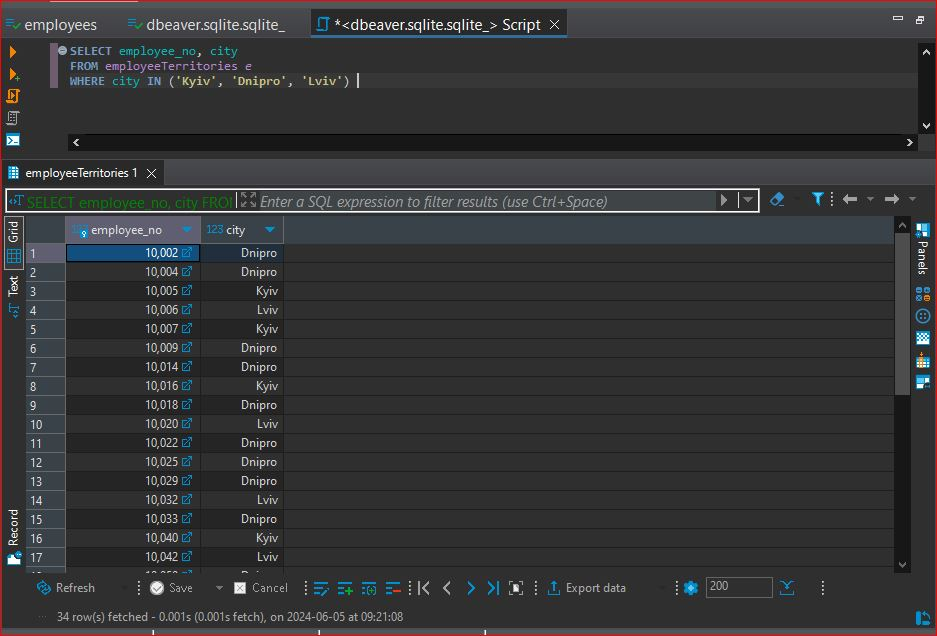 employees
dbeaver.sqlite.sqlite_
*<dbeaver.sqlite.sqlite_> Script
SELECT employee_no, city
FROM employeeTerritories e
WHERE city IN ('Kyiv', 'Dnipro', 'Lviv')
employeeTerritories 1
SELECT employee_no, city FROM
Enter a SQL expression to filter results (use Ctrl+Space)
Grid
Text
Record
Panels
employee_no 123 city
1 10,002 Dnipro
2 10,004 Dnipro
3 10,005 Kyiv
4 10,006 Lviv
5 10,007 Kyiv
6 10,009 Dnipro
7 10,014 Dnipro
8 10,016 Kyiv
9 10,018 Dnipro
10 10,020 Lviv
11 10,022 Dnipro
12 10,025 Dnipro
13 10,029 Dnipro
14 10,032 Lviv
15 10,033 Dnipro
16 10,040 Kyiv
17 10,042 Lviv
Refresh Save Cancel Export data 200
34 row(s) fetched - 0.001s (0.001s fetch), on 2024-06-05 at 09:21:08